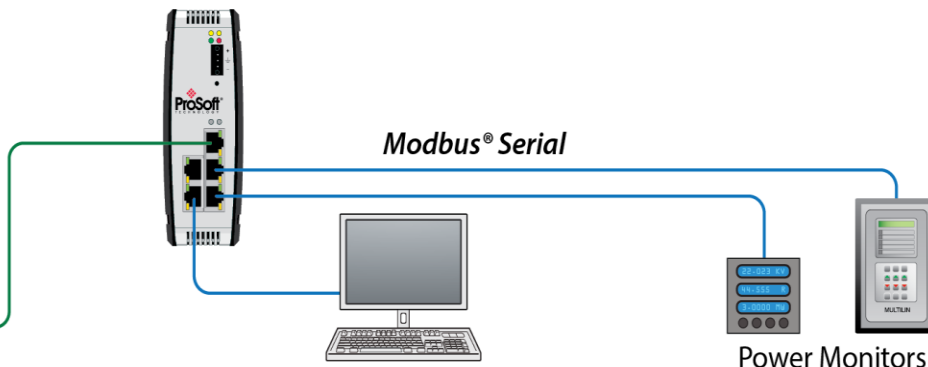 ProSoft®
TECHNOLOGY
Modbus® Serial
22.023 KV
44.555 A
3.0000 MW
MULTILIN
Power Monitors